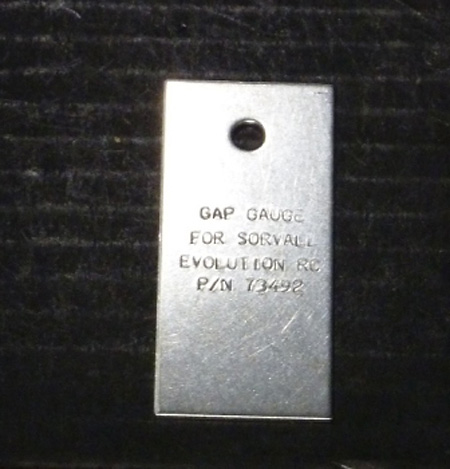 GAP GAUGE
FOR SORVALL
EVOLUTION RC
P/N 73492